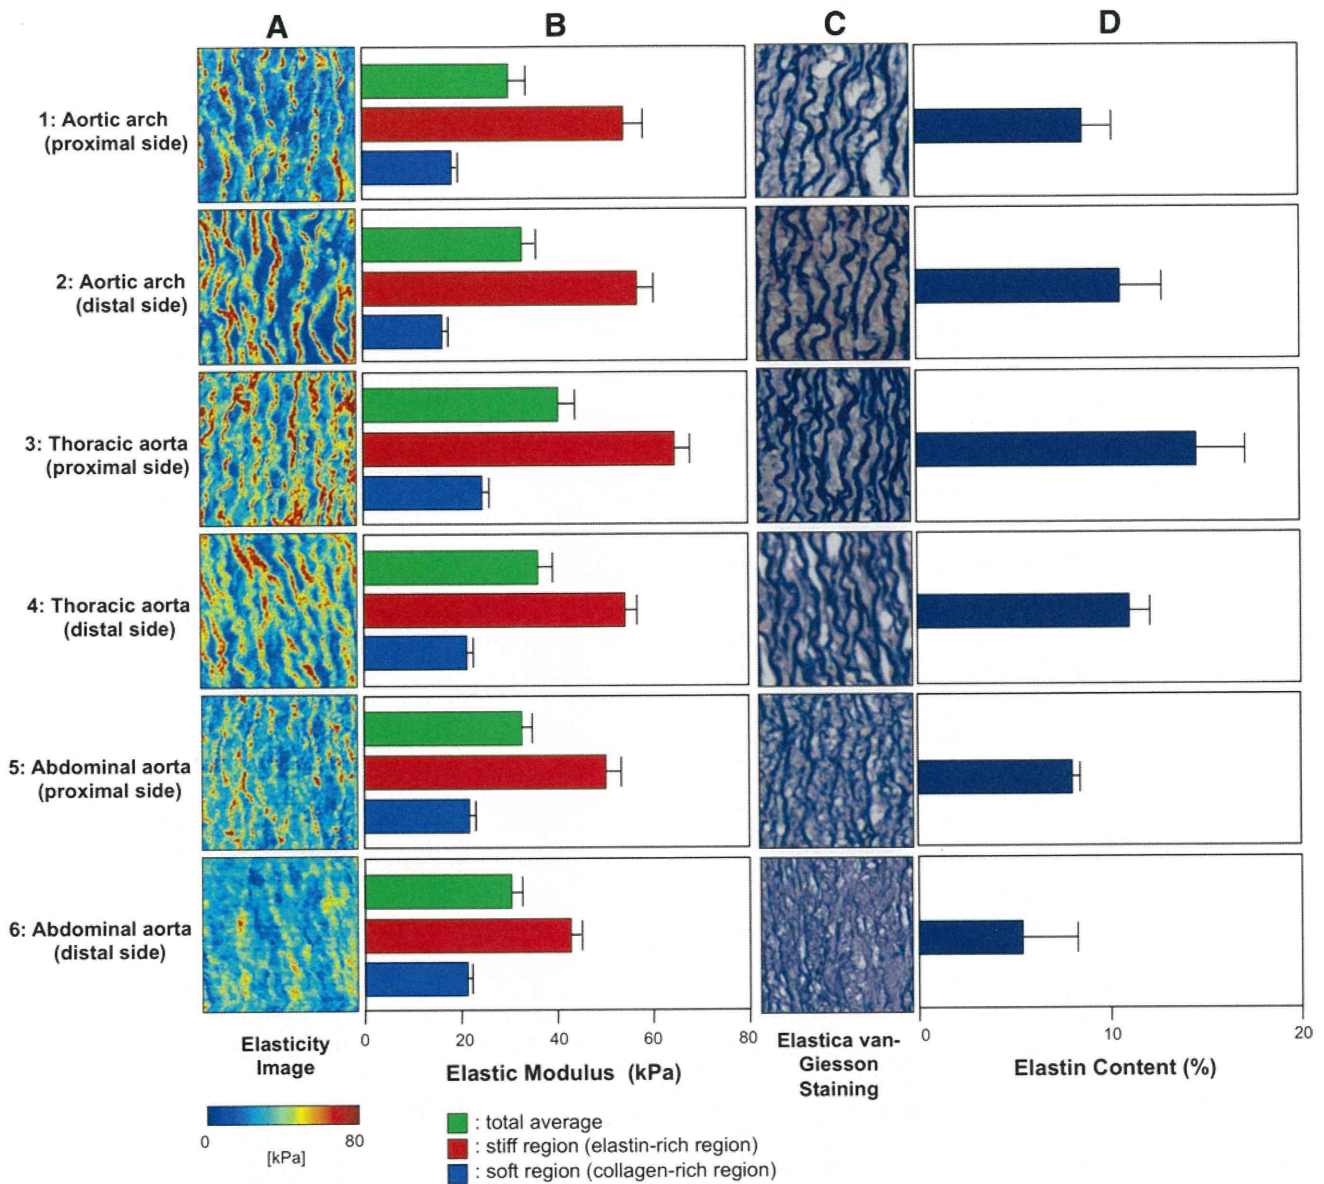 A
B
C
D
1: Aortic arch
(proximal side)
2: Aortic arch
(distal side)
3: Thoracic aorta
(proximal side)
4: Thoracic aorta
(distal side)
5: Abdominal aorta
(proximal side)
6: Abdominal aorta
(distal side)
Elasticity
Image
0
80
[kPa]
0
20
40
60
80
Elastic Modulus (kPa)
: total average
: stiff region (elastin-rich region)
: soft region (collagen-rich region)
Elastica van-
Giesson
Staining
0
10
20
Elastin Content (%)